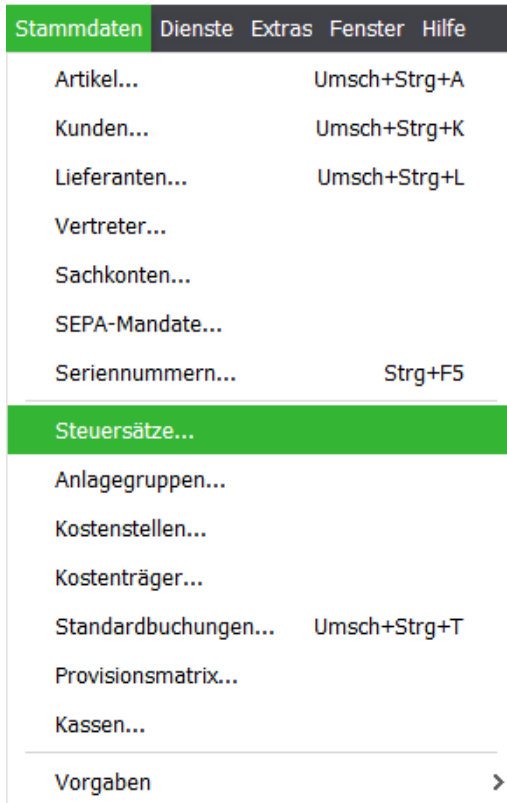 Stammdaten Dienste Extras Fenster Hilfe
Artikel... Umsch+Strg+A
Kunden... Umsch+Strg+K
Lieferanten... Umsch+Strg+L
Vertreter...
Sachkonten...
SEPA-Mandate...
Seriennummern... Strg+F5
Steuersätze...
Anlagegruppen...
Kostenstellen...
Kostenträger...
Standardbuchungen... Umsch+Strg+T
Provisionsmatrix...
Kassen...
Vorgaben